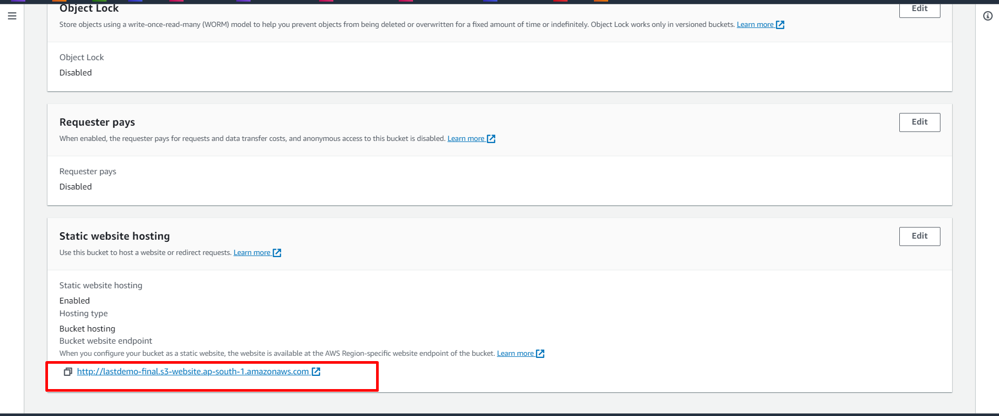 Object Lock
Edit
Store objects using a write-once-read-many (WORM) model to help you prevent objects from being deleted or overwritten for a fixed amount of time or indefinitely. Object Lock works only in versioned buckets. Learn more
Object Lock
Disabled
Requester pays
Edit
When enabled, the requester pays for requests and data transfer costs, and anonymous access to this bucket is disabled. Learn more
Requester pays
Disabled
Static website hosting
Edit
Use this bucket to host a website or redirect requests. Learn more
Static website hosting
Enabled
Hosting type
Bucket hosting
Bucket website endpoint
When you configure your bucket as a static website, the website is available at the AWS Region-specific website endpoint of the bucket. Learn more
http://lastdemo-final.s3-website.ap-south-1.amazonaws.com